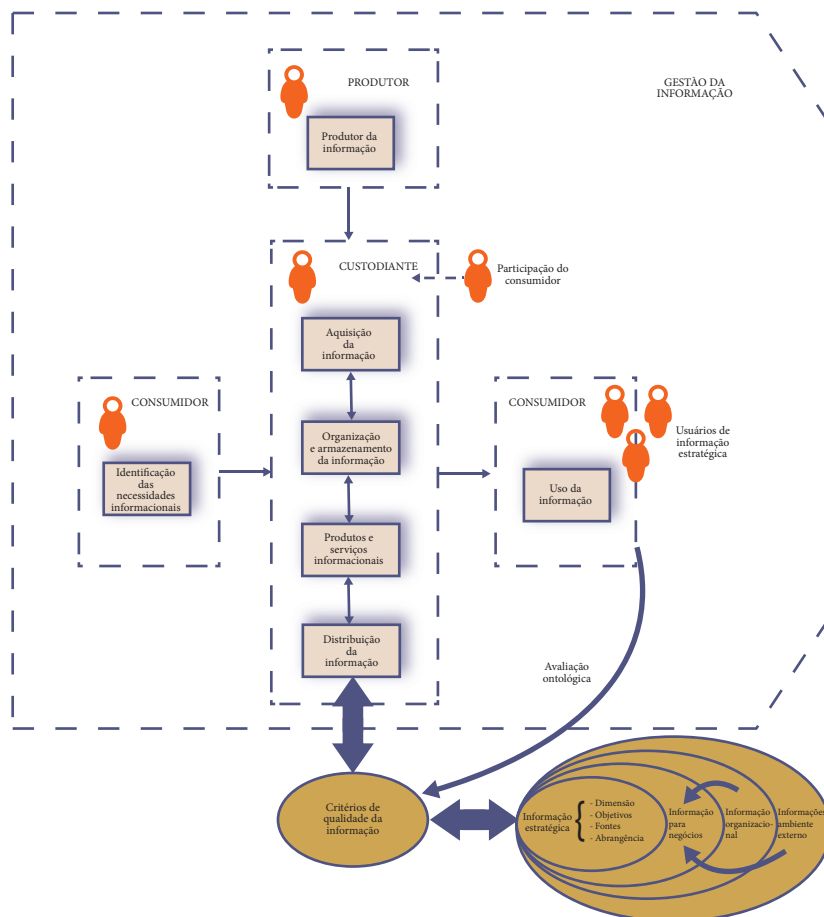 PRODUTOR
GESTÃO DA
INFORMAÇÃO
Produtor da
informação
CUSTODIANTE
Participação do
consumidor
Aquisição
da
informação
CONSUMIDOR
Identificação
das
necessidades
informacionais
Organização
e armazenamento
da informação
CONSUMIDOR
Usuários de
informação
estratégica
Uso da
informação
Produtos e
serviços
informacionais
Distribuição
da
informação
Avaliação
ontológica
Critérios de
qualidade da
informação
Informação
estratégica
- Dimensão
- Objetivos
- Fontes
- Abrangência
Informação
para
negócios
Informação
organizacio-
nal
Informações
ambiente
externo